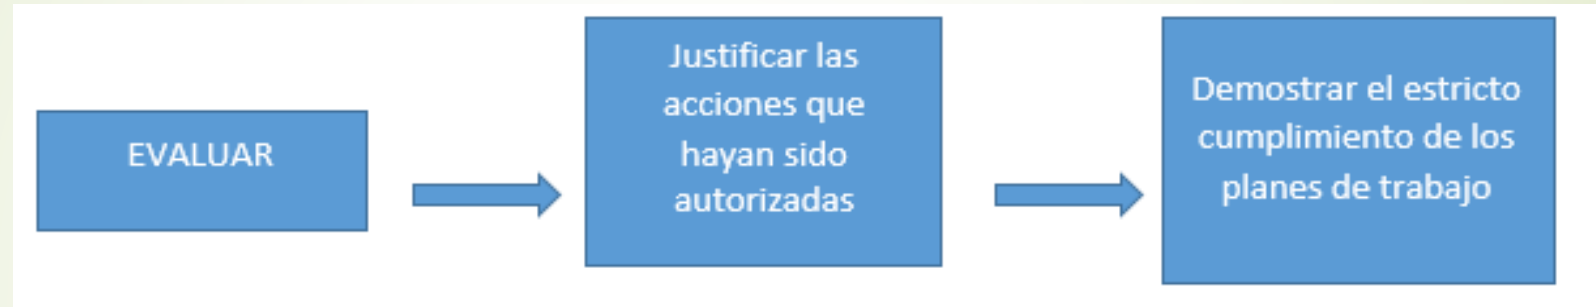 EVALUAR
Justificar las
acciones que
hayan sido
autorizadas
Demostrar el estricto
cumplimiento de los
planes de trabajo